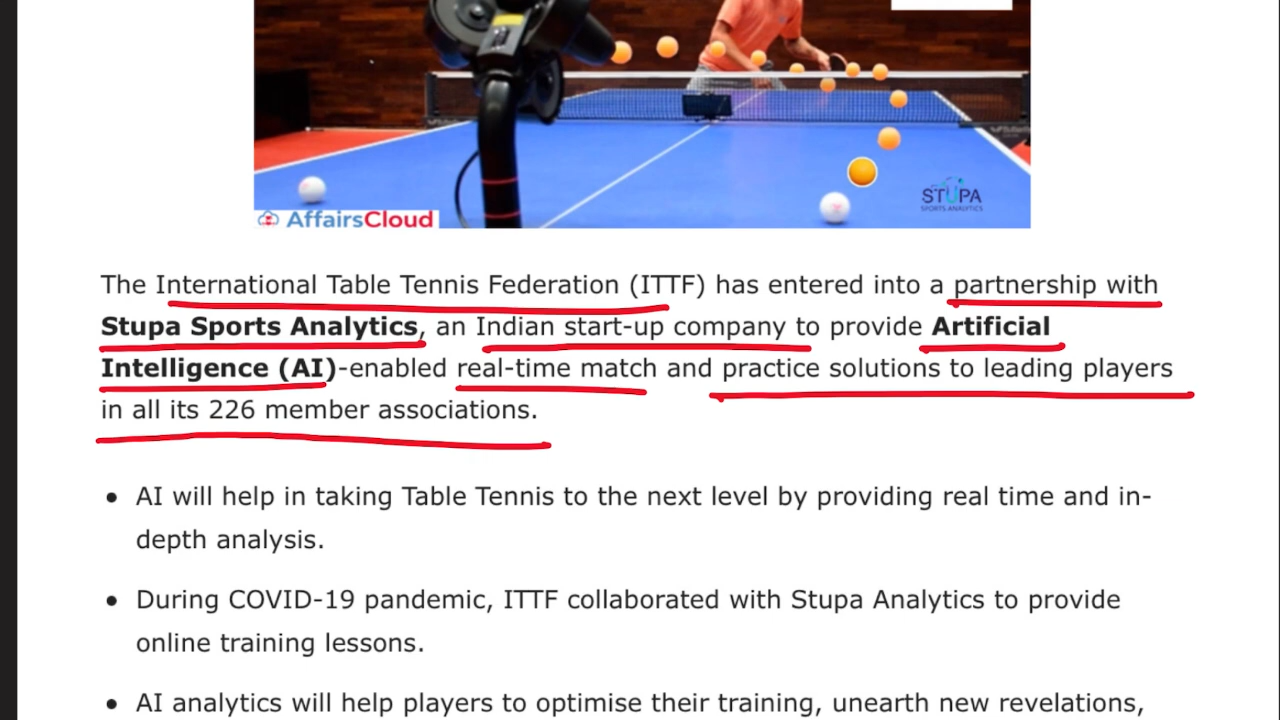 STUPA
SPORTS ANALYTICS
AffairsCloud
The International Table Tennis Federation (ITTF) has entered into a partnership with
Stupa Sports Analytics, an Indian start-up company to provide Artificial
Intelligence (AI)-enabled real-time match and practice solutions to leading players
in all its 226 member associations.
• AI will help in taking Table Tennis to the next level by providing real time and in-
depth analysis.
• During COVID-19 pandemic, ITTF collaborated with Stupa Analytics to provide
online training lessons.
• AI analytics will help players to optimise their training, unearth new revelations,